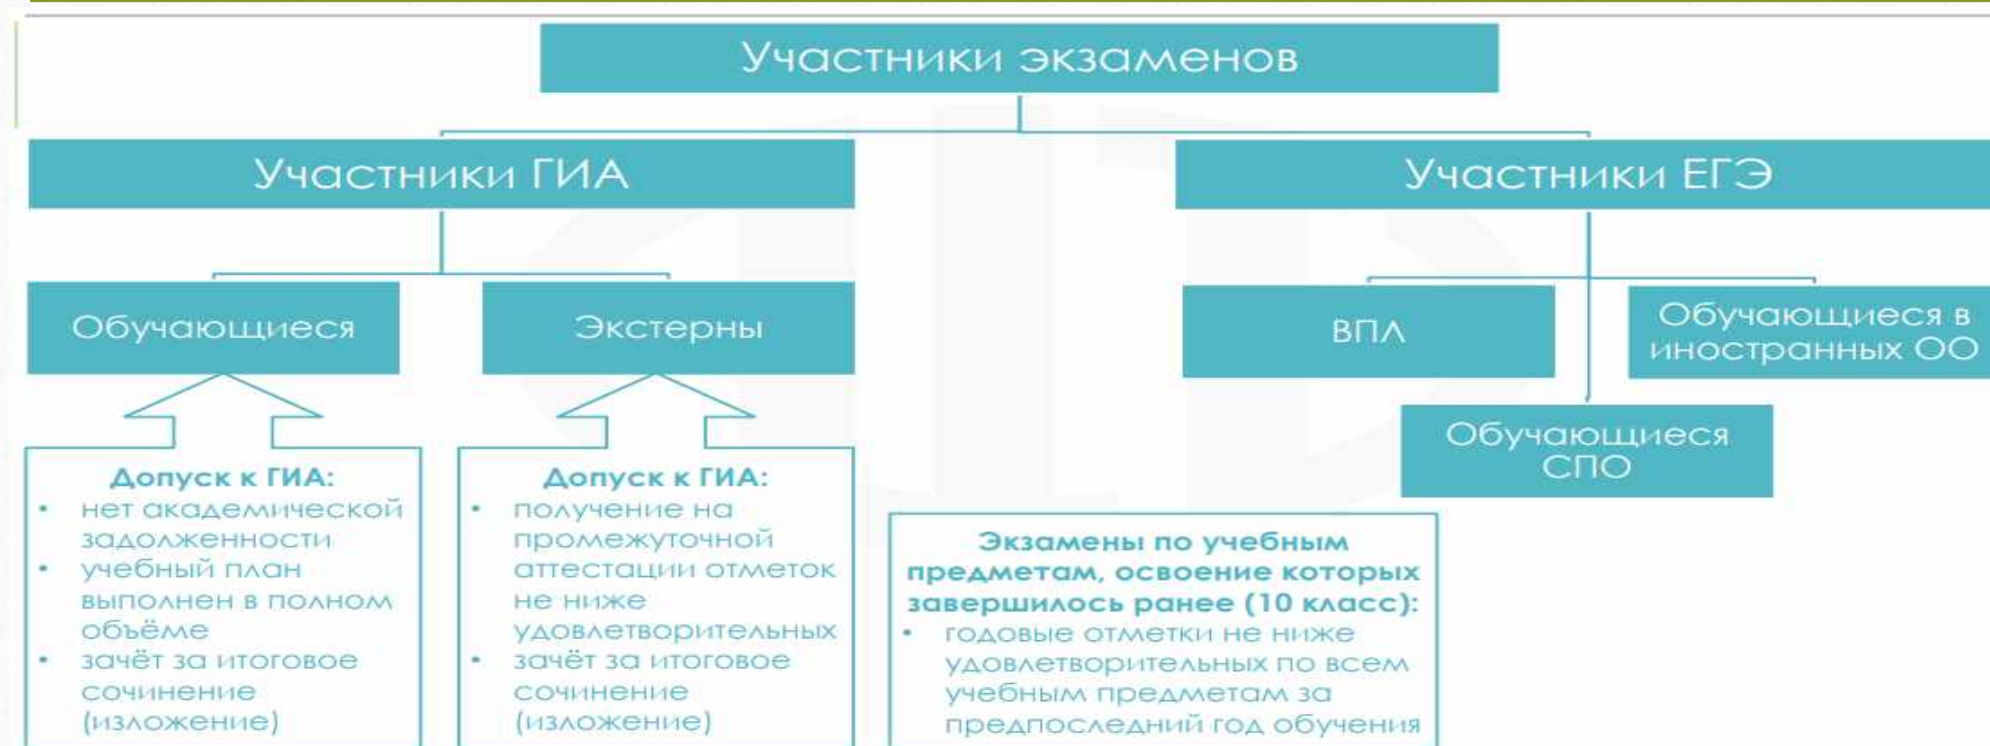 Участники экзаменов
Участники ГИА
Участники ЕГЭ
Обучающиеся
Экстерны
ВПЛ
Обучающиеся в
иностранных ОО
Обучающиеся
СПО
Допуск к ГИА:
• нет академической
задолженности
• учебный план
выполнен в полном
объёме
• зачёт за итоговое
сочинение
(изложение)
Допуск к ГИА:
• получение на
промежуточной
аттестации отметок
не ниже
удовлетворительных
• зачёт за итоговое
сочинение
(изложение)
Экзамены по учебным
предметам, освоение которых
завершилось ранее (10 класс):
• годовые отметки не ниже
удовлетворительных по всем
учебным предметам за
предпоследний год обучения